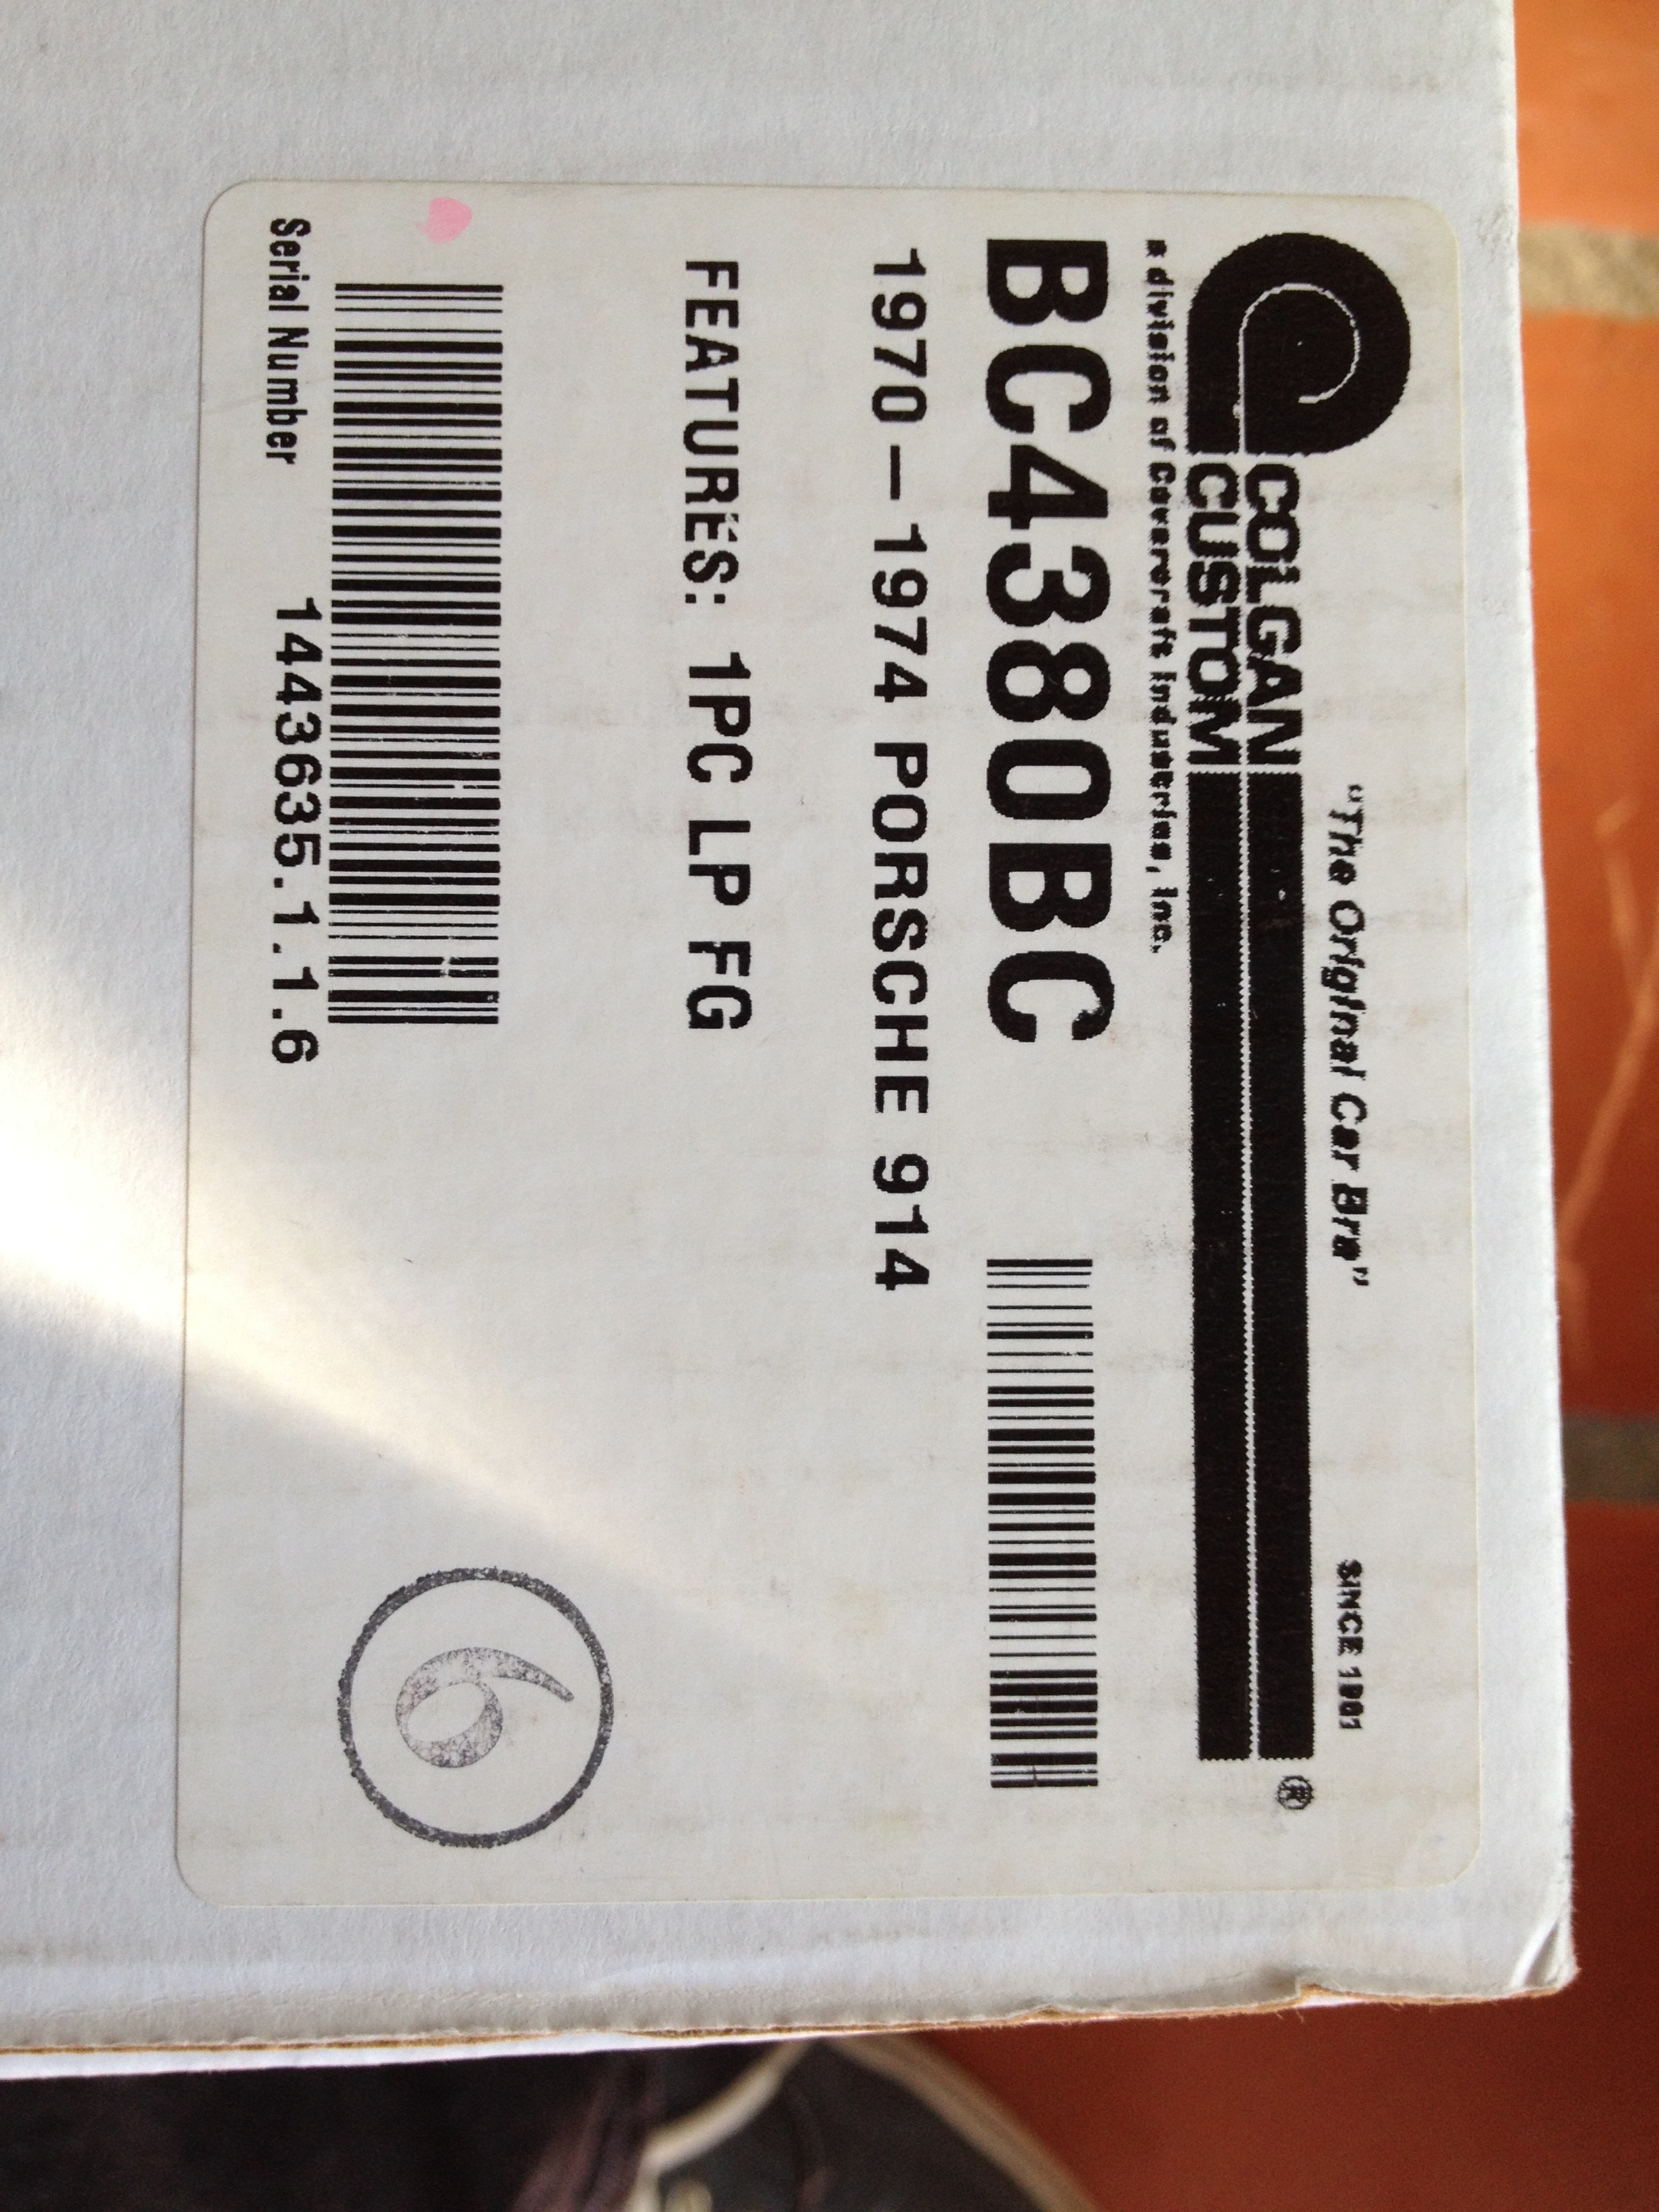 "The Original Car Bra"
SINCE 1961
COLGAN
CUSTOM
®
a division of Covercraft Industries, Inc.
BC4380BC
1970 - 1974 PORSCHE 914
FEATURES: 1PC LP FG
Serial Number 1443635.1.1.6
6